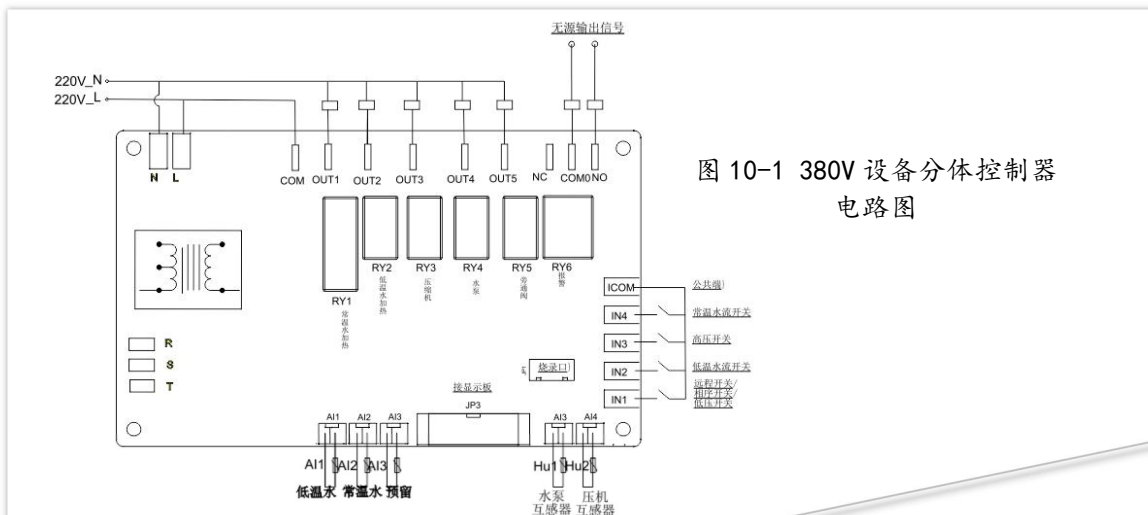 无源输出信号
220V_N
220V_L
N L
COM OUT1 OUT2 OUT3 OUT4 OUT5 NC COM0 NO
图 10-1 380V 设备分体控制器
电路图
RY1
常温水加热
RY2
低温水加热
RY3
压缩机
RY4
水泵
RY5
旁通阀
RY6
报警
R
S
T
ICOM
公共端)
IN4
常温水流开关
IN3
高压开关
IN2
低温水流开关
IN1
远程开关/
相序开关/
低压开关
烧录口)
接显示板
JP3
AI1 AI2 AI3
AI3 AI4
AI1 AI2 AI3
低温水 常温水 预留
Hu1 Hu2
水泵
互感器
压机
互感器